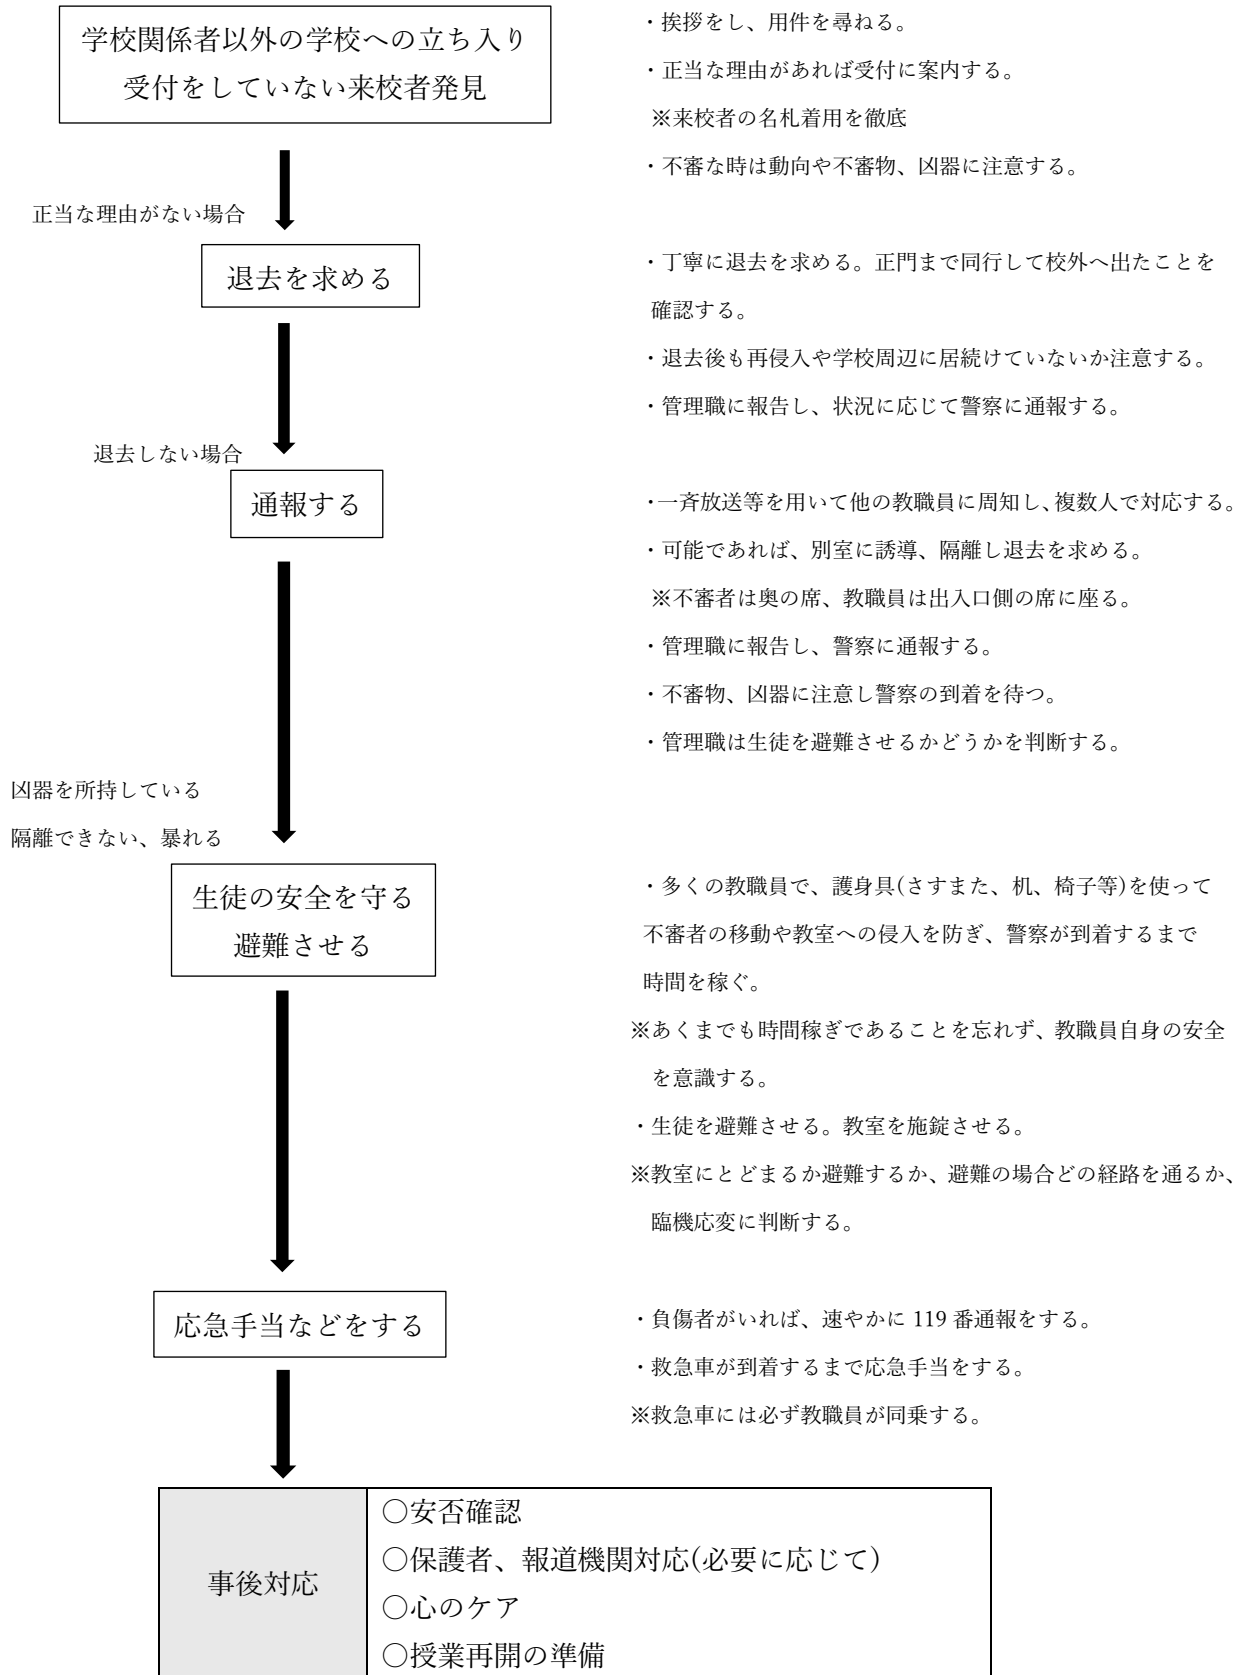 学校関係者以外の学校への立ち入り
受付をしていない来校者発見
・挨拶をし、用件を尋ねる。
・正当な理由があれば受付に案内する。
※来校者の名札着用を徹底
・不審な時は動向や不審物、凶器に注意する。
正当な理由がない場合
退去を求める
・丁寧に退去を求める。正門まで同行して校外へ出たことを
確認する。
・退去後も再侵入や学校周辺に居続けていないか注意する。
・管理職に報告し、状況に応じて警察に通報する。
退去しない場合
通報する
・一斉放送等を用いて他の教職員に周知し、複数人で対応する。
・可能であれば、別室に誘導、隔離し退去を求める。
※不審者は奥の席、教職員は出入口側の席に座る。
・管理職に報告し、警察に通報する。
・不審物、凶器に注意し警察の到着を待つ。
・管理職は生徒を避難させるかどうかを判断する。
凶器を所持している
隔離できない、暴れる
生徒の安全を守る
避難させる
・多くの教職員で、護身具(さすまた、机、椅子等)を使って
不審者の移動や教室への侵入を防ぎ、警察が到着するまで
時間を稼ぐ。
※あくまでも時間稼ぎであることを忘れず、教職員自身の安全
を意識する。
・生徒を避難させる。教室を施錠させる。
※教室にとどまるか避難するか、避難の場合どの経路を通るか、
臨機応変に判断する。
応急手当などをする
・負傷者がいれば、速やかに 119 番通報をする。
・救急車が到着するまで応急手当をする。
※救急車には必ず教職員が同乗する。
事後対応
○安否確認
○保護者、報道機関対応(必要に応じて)
○心のケア
○授業再開の準備